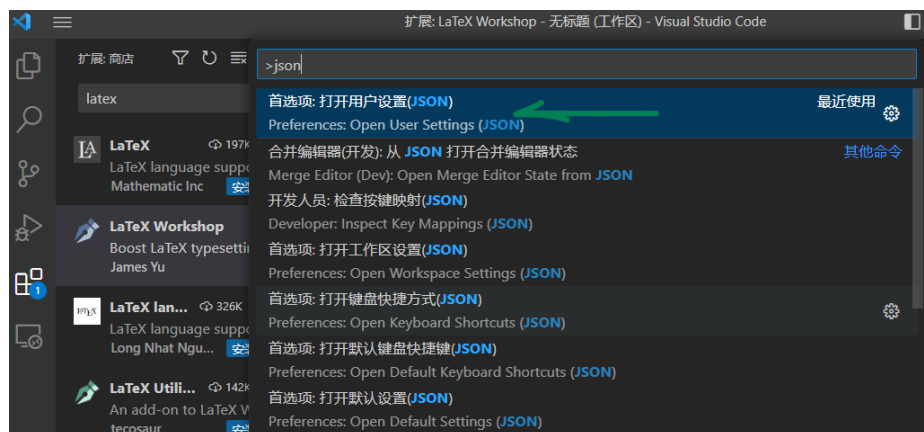 扩展: LaTeX Workshop - 无标题 (工作区) - Visual Studio Code
扩展: 商店
latex
LaTeX 197K
LaTeX language suppo
Mathematic Inc
LaTeX Workshop
Boost LaTeX typesettin
James Yu
LaTeX lan... 326K
LaTeX language suppo
Long Nhat Ngu...
LaTeX Utili... 142K
An add-on to LaTeX W
tecosaur
1
>json
首选项: 打开用户设置(JSON) 最近使用
Preferences: Open User Settings (JSON)
合并编辑器(开发): 从 JSON 打开合并编辑器状态 其他命令
Merge Editor (Dev): Open Merge Editor State from JSON
开发人员: 检查按键映射(JSON)
Developer: Inspect Key Mappings (JSON)
首选项: 打开工作区设置(JSON)
Preferences: Open Workspace Settings (JSON)
首选项: 打开键盘快捷方式(JSON)
Preferences: Open Keyboard Shortcuts (JSON)
首选项: 打开默认键盘快捷键(JSON)
Preferences: Open Default Keyboard Shortcuts (JSON)
首选项: 打开默认设置(JSON)
Preferences: Open Default Settings (JSON)